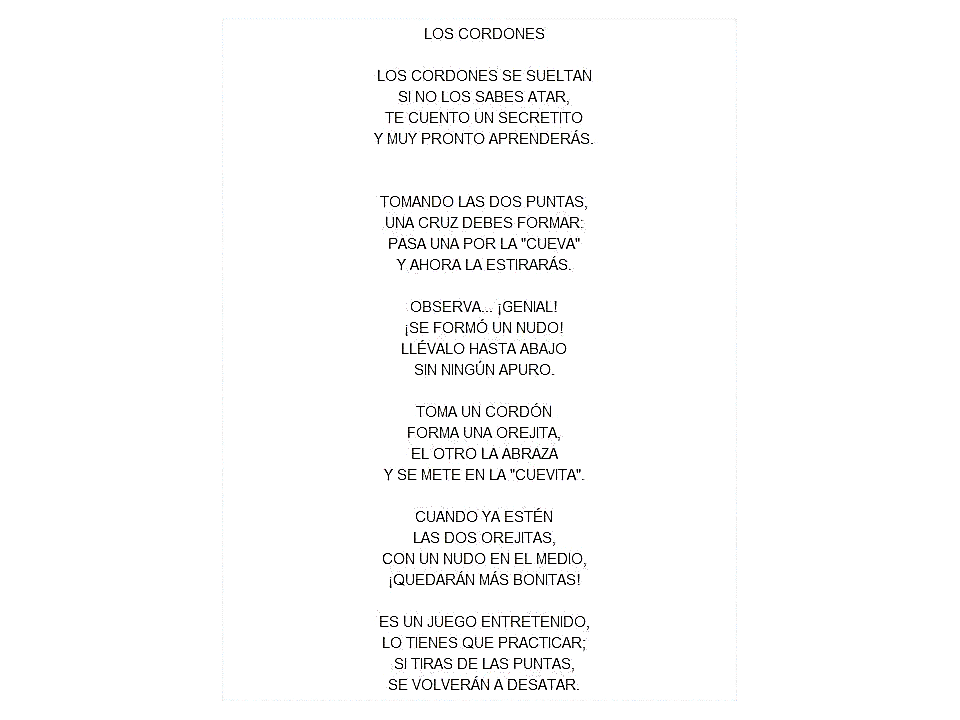 LOS CORDONES
LOS CORDONES SE SUELTAN
SI NO LOS SABES ATAR,
TE CUENTO UN SECRETITO
Y MUY PRONTO APRENDERÁS.
TOMANDO LAS DOS PUNTAS,
UNA CRUZ DEBES FORMAR:
PASA UNA POR LA "CUEVA"
Y AHORA LA ESTIRARÁS.
OBSERVA... ¡GENIAL!
¡SE FORMÓ UN NUDO!
LLÉVALO HASTA ABAJO
SIN NINGÚN APURO.
TOMA UN CORDÓN
FORMA UNA OREJITA,
EL OTRO LA ABRAZA
Y SE METE EN LA "CUEVITA".
CUANDO YA ESTÉN
LAS DOS OREJITAS,
CON UN NUDO EN EL MEDIO,
¡QUEDARÁN MÁS BONITAS!
ES UN JUEGO ENTRETENIDO,
LO TIENES QUE PRACTICAR;
SI TIRAS DE LAS PUNTAS,
SE VOLVERÁN A DESATAR.